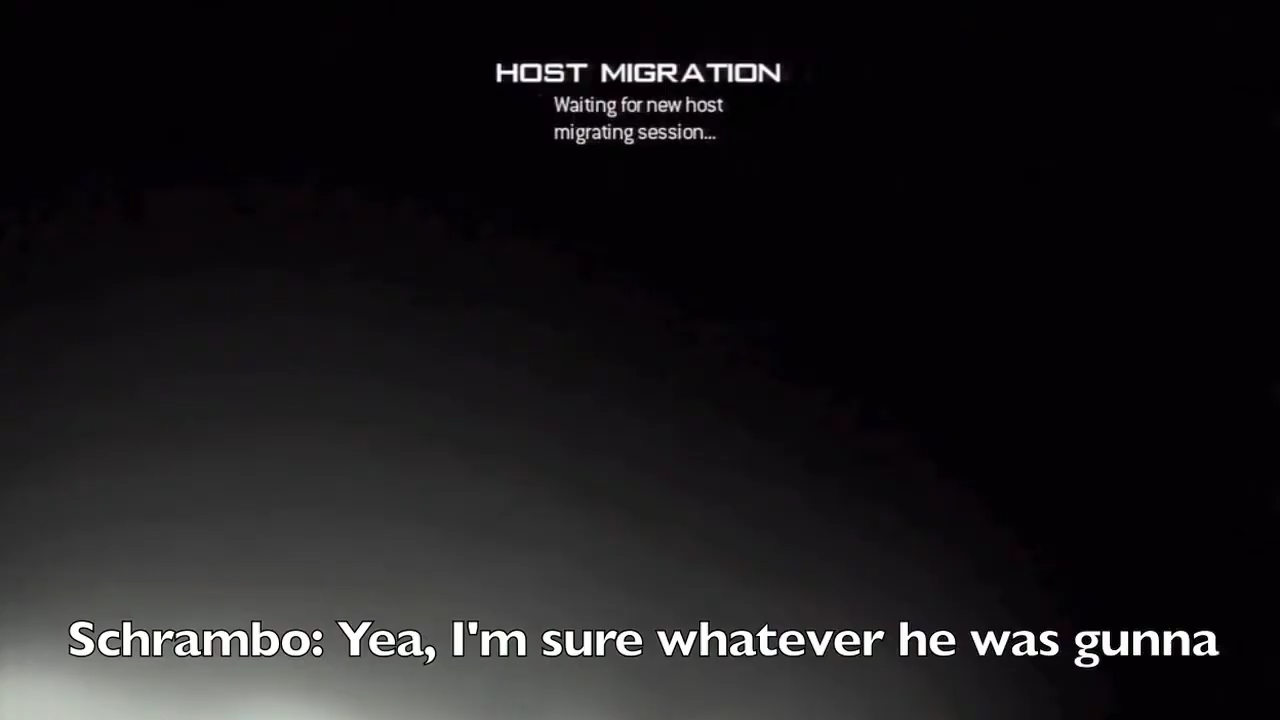 HOST MIGRATION
Waiting for new host
migrating session...
Schrambo: Yea, I'm sure whatever he was gunna